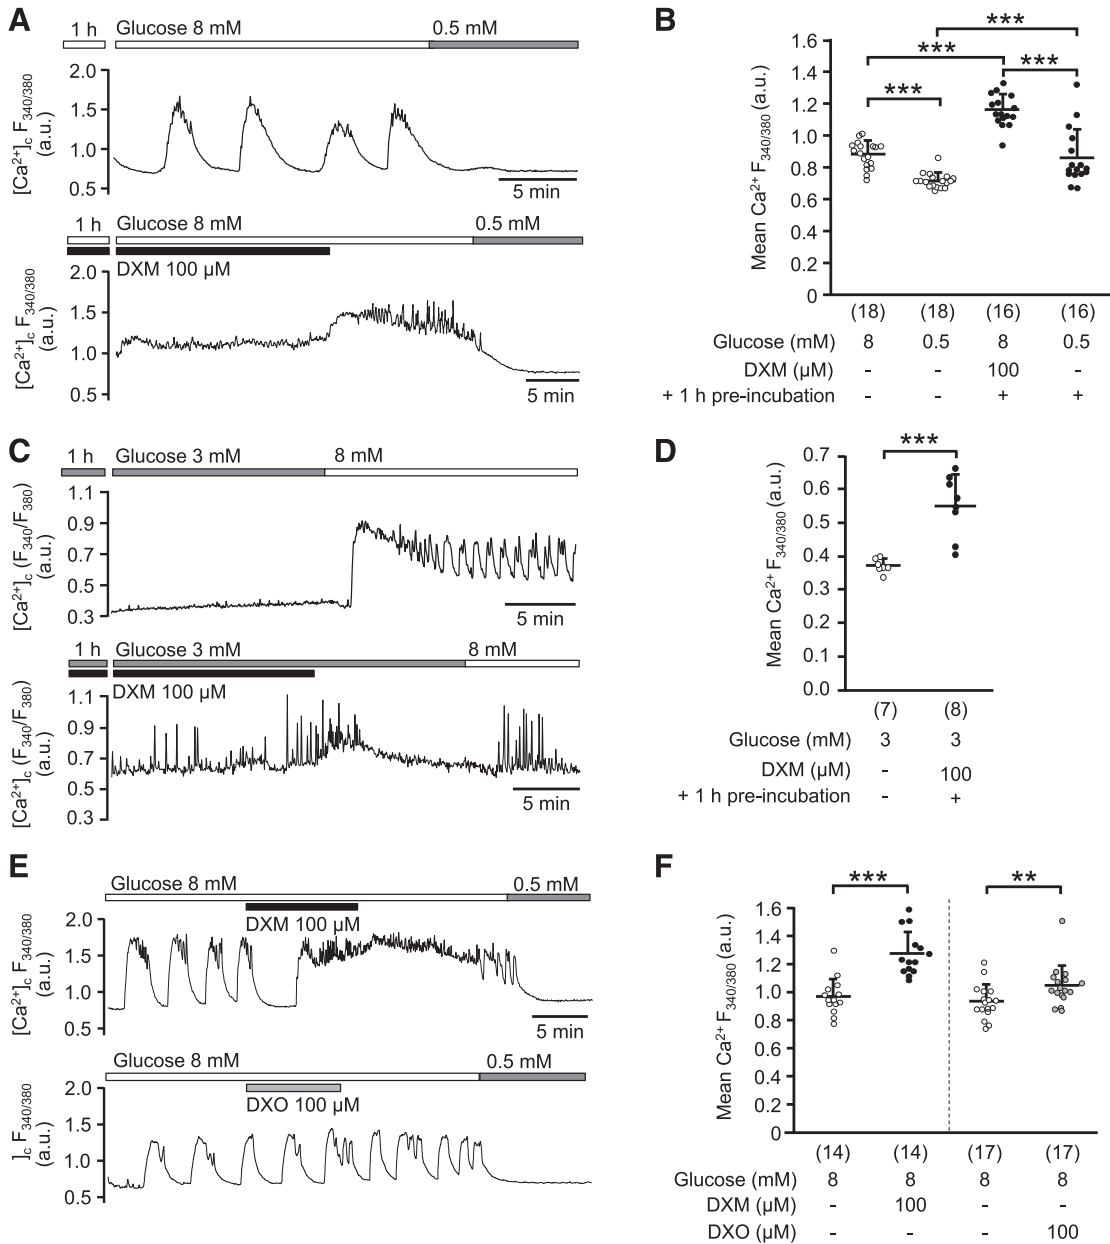 A
1 h Glucose 8 mM 0.5 mM
[Ca²⁺]c F340/380
(a.u.)
2.0
1.5
1.0
0.5
5 min
1 h Glucose 8 mM 0.5 mM
DXM 100 µM
[Ca²⁺]c F340/380
(a.u.)
2.0
1.5
1.0
0.5
5 min
B
Mean Ca²⁺ F340/380 (a.u.)
1.6
1.4
1.2
1.0
0.8
0.6
0.4
0.2
0
***
***
***
***
(18) (18) (16) (16)
Glucose (mM) 8 0.5 8 0.5
DXM (µM) - - 100 -
+ 1 h pre-incubation - - + +
C
1 h Glucose 3 mM 8 mM
[Ca²⁺]c (F340/F380)
(a.u.)
1.1
0.9
0.7
0.5
0.3
5 min
1 h Glucose 3 mM 8 mM
DXM 100 µM
[Ca²⁺]c (F340/F380)
(a.u.)
1.1
0.9
0.7
0.5
0.3
5 min
D
Mean Ca²⁺ F340/380 (a.u.)
0.7
0.6
0.5
0.4
0.3
0.2
0.1
0.0
***
(7) (8)
Glucose (mM) 3 3
DXM (µM) - 100
+ 1 h pre-incubation - +
E
Glucose 8 mM 0.5 mM
DXM 100 µM
[Ca²⁺]c F340/380
(a.u.)
2.0
1.5
1.0
0.5
5 min
Glucose 8 mM 0.5 mM
DXO 100 µM
]c F340/380
(a.u.)
2.0
1.5
1.0
0.5
5 min
F
Mean Ca²⁺ F340/380 (a.u.)
1.6
1.4
1.2
1.0
0.8
0.6
0.4
0.2
0
***
**
(14) (14) (17) (17)
Glucose (mM) 8 8 8 8
DXM (µM) - 100 - -
DXO (µM) - - - 100